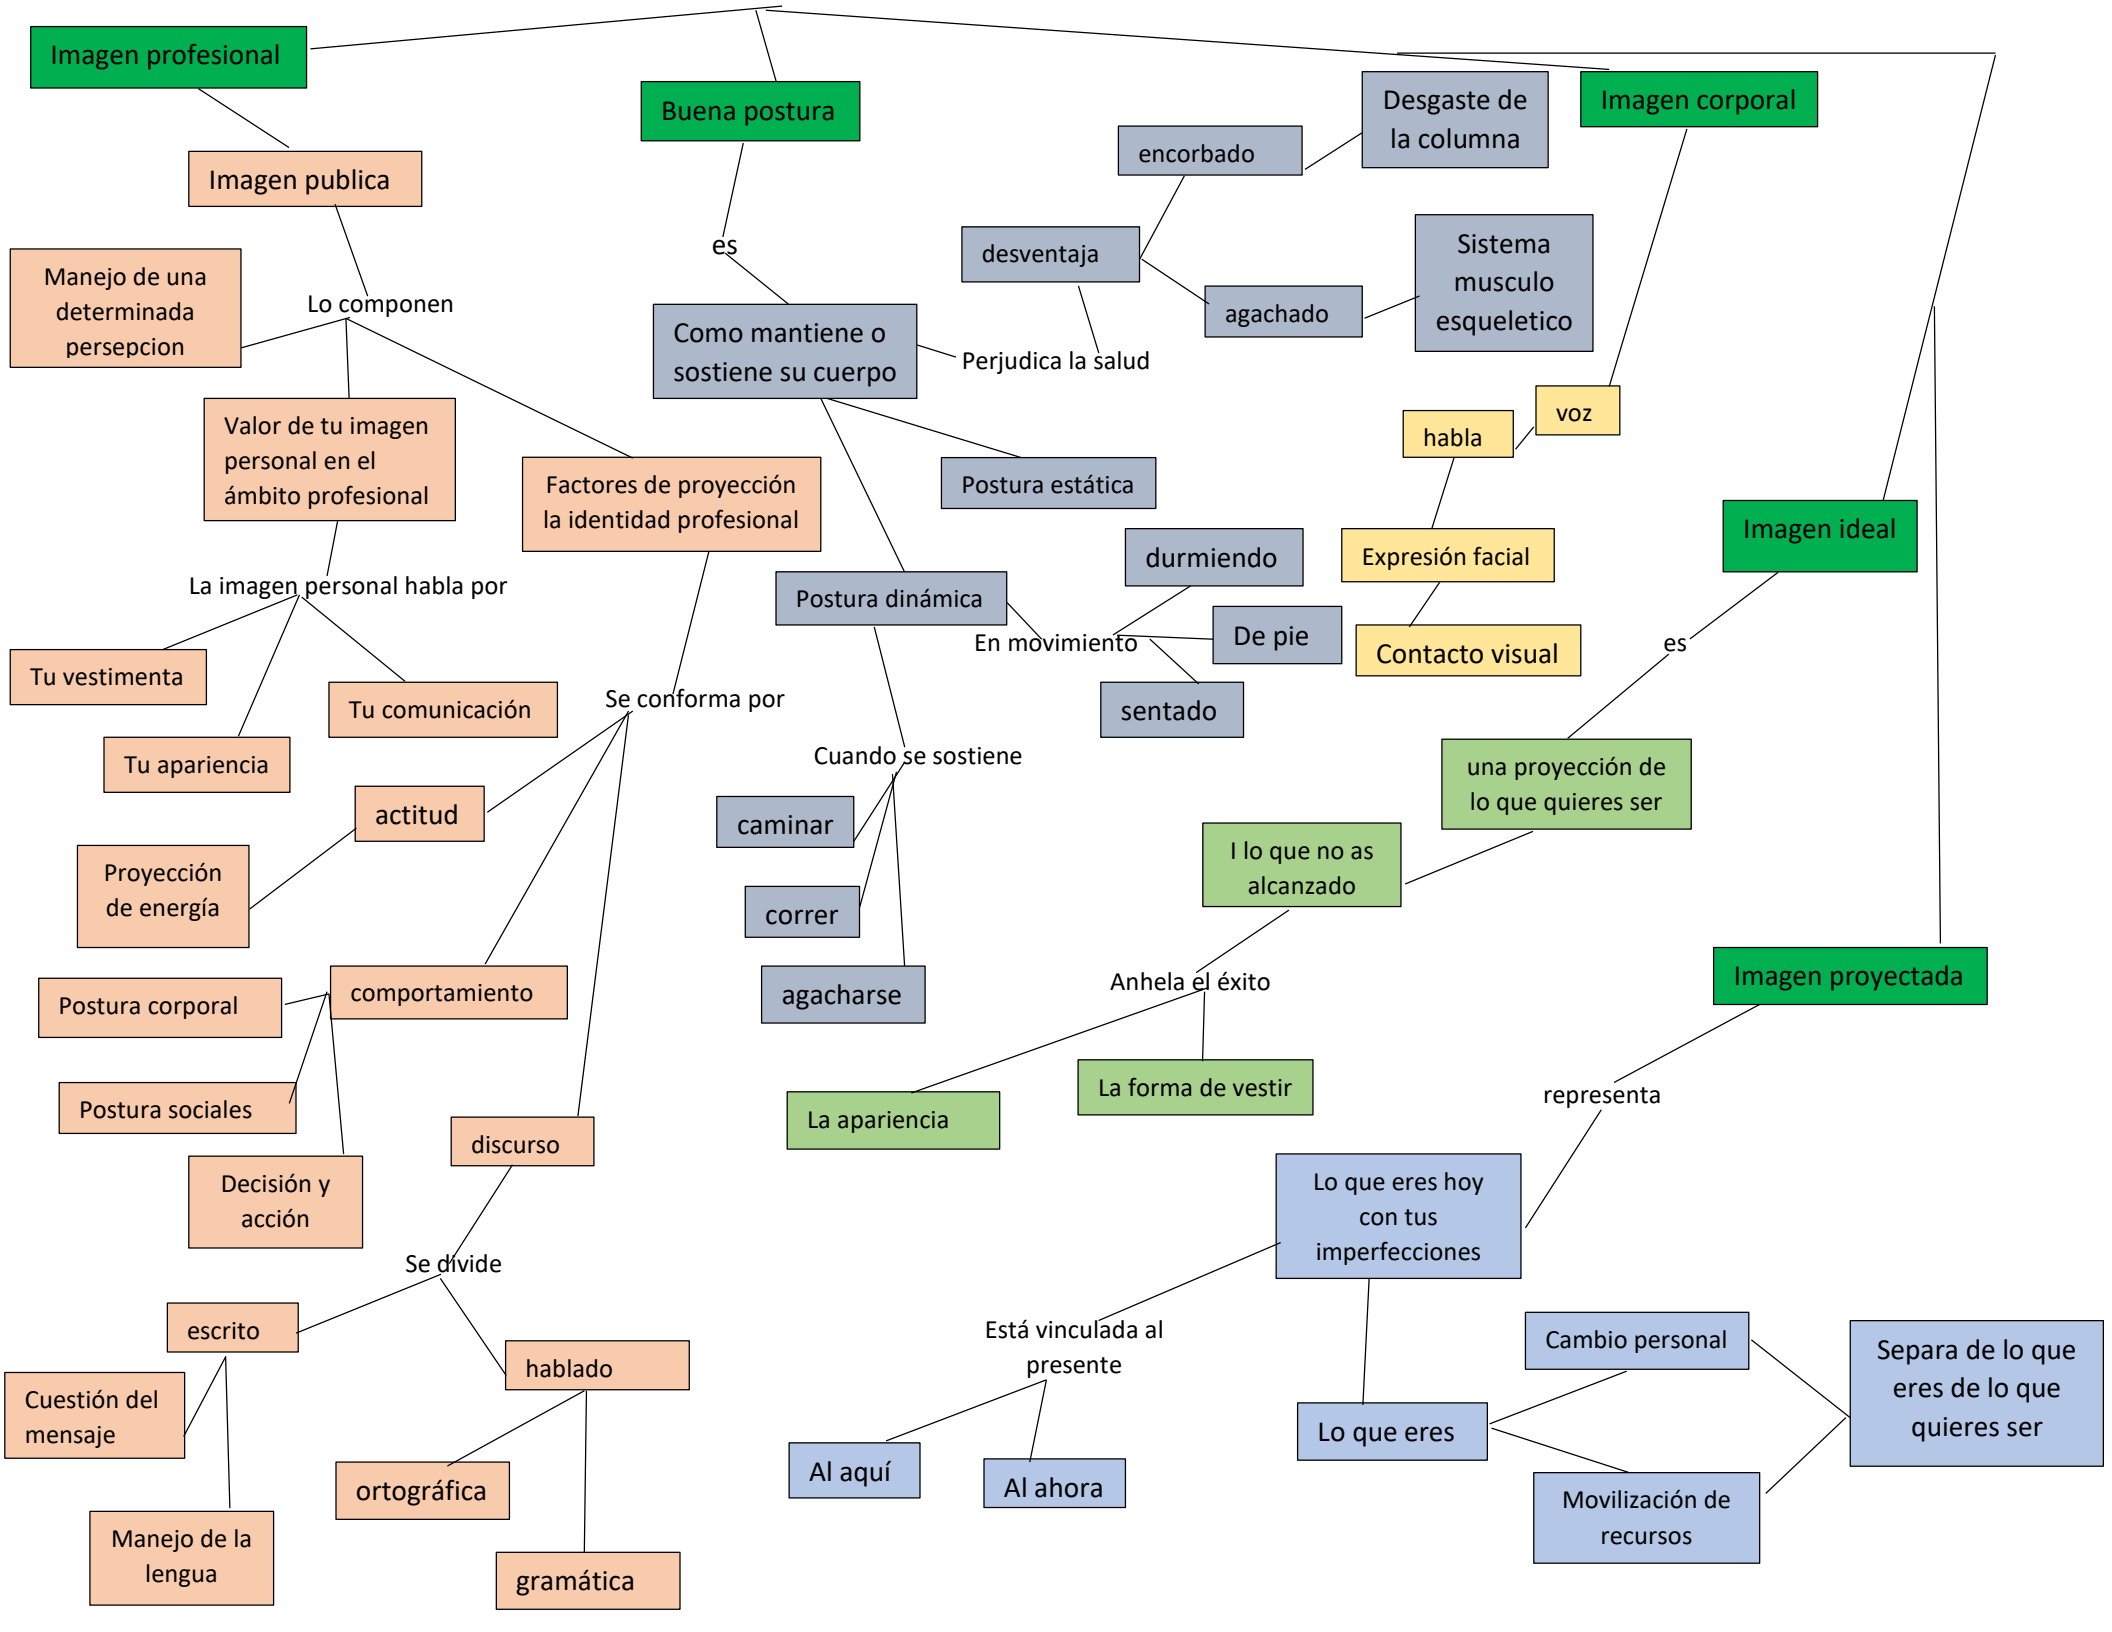 Imagen profesional
Imagen publica
Manejo de una
determinada
persepcion
Lo componen
Valor de tu imagen
personal en el
ámbito profesional
Factores de proyección
la identidad profesional
La imagen personal habla por
Tu vestimenta
Tu comunicación
Tu apariencia
Se conforma por
actitud
Proyección
de energía
comportamiento
Postura corporal
Postura sociales
Decisión y
acción
discurso
Se divide
escrito
hablado
Cuestión del
mensaje
Manejo de la
lengua
ortográfica
gramática
Buena postura
es
Como mantiene o
sostiene su cuerpo
Perjudica la salud
desventaja
encorbado
Desgaste de
la columna
agachado
Sistema
musculo
esqueletico
Postura estática
Postura dinámica
En movimiento
durmiendo
De pie
sentado
Cuando se sostiene
caminar
correr
agacharse
Imagen corporal
voz
habla
Expresión facial
Contacto visual
Imagen ideal
es
una proyección de
lo que quieres ser
I lo que no as
alcanzado
Anhela el éxito
La apariencia
La forma de vestir
Imagen proyectada
representa
Lo que eres hoy
con tus
imperfecciones
Está vinculada al
presente
Al aquí
Al ahora
Lo que eres
Cambio personal
Movilización de
recursos
Separa de lo que
eres de lo que
quieres ser